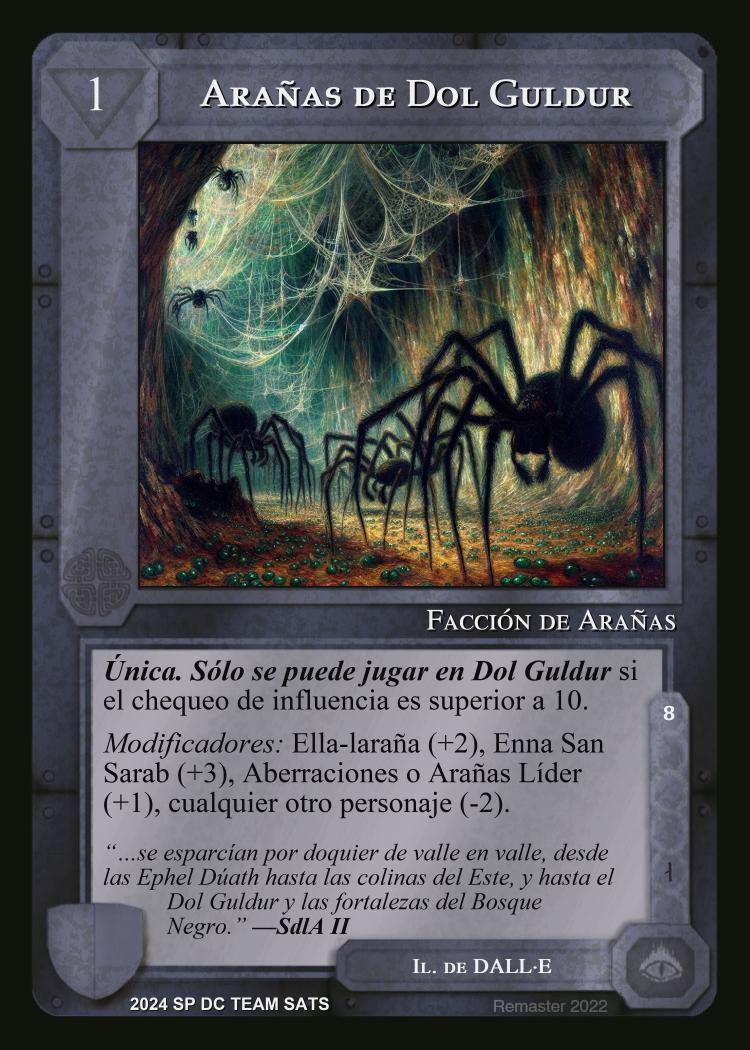 1
Arañas de Dol Guldur
Facción de Arañas
Única. Sólo se puede jugar en Dol Guldur si
el chequeo de influencia es superior a 10.
8
Modificadores: Ella-laraña (+2), Enna San
Sarab (+3), Aberraciones o Arañas Líder
(+1), cualquier otro personaje (-2).
“...se esparcían por doquier de valle en valle, desde
las Ephel Dúath hasta las colinas del Este, y hasta el
Dol Guldur y las fortalezas del Bosque
Negro.” —SdlA II
Il. de DALL·E
2024 SP DC TEAM SATS
Remaster 2022